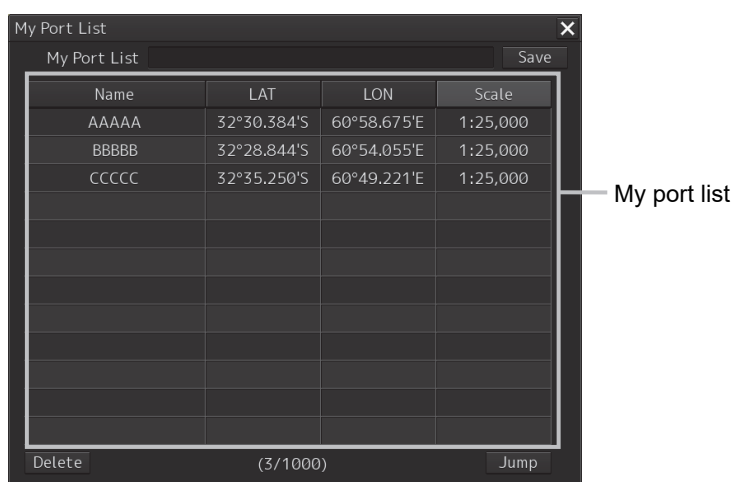 My Port List
My Port List Save
Name LAT LON Scale
AAAAA 32°30.384'S 60°58.675'E 1:25,000
BBBBB 32°28.844'S 60°54.055'E 1:25,000
CCCCC 32°35.250'S 60°49.221'E 1:25,000
My port list
Delete (3/1000) Jump